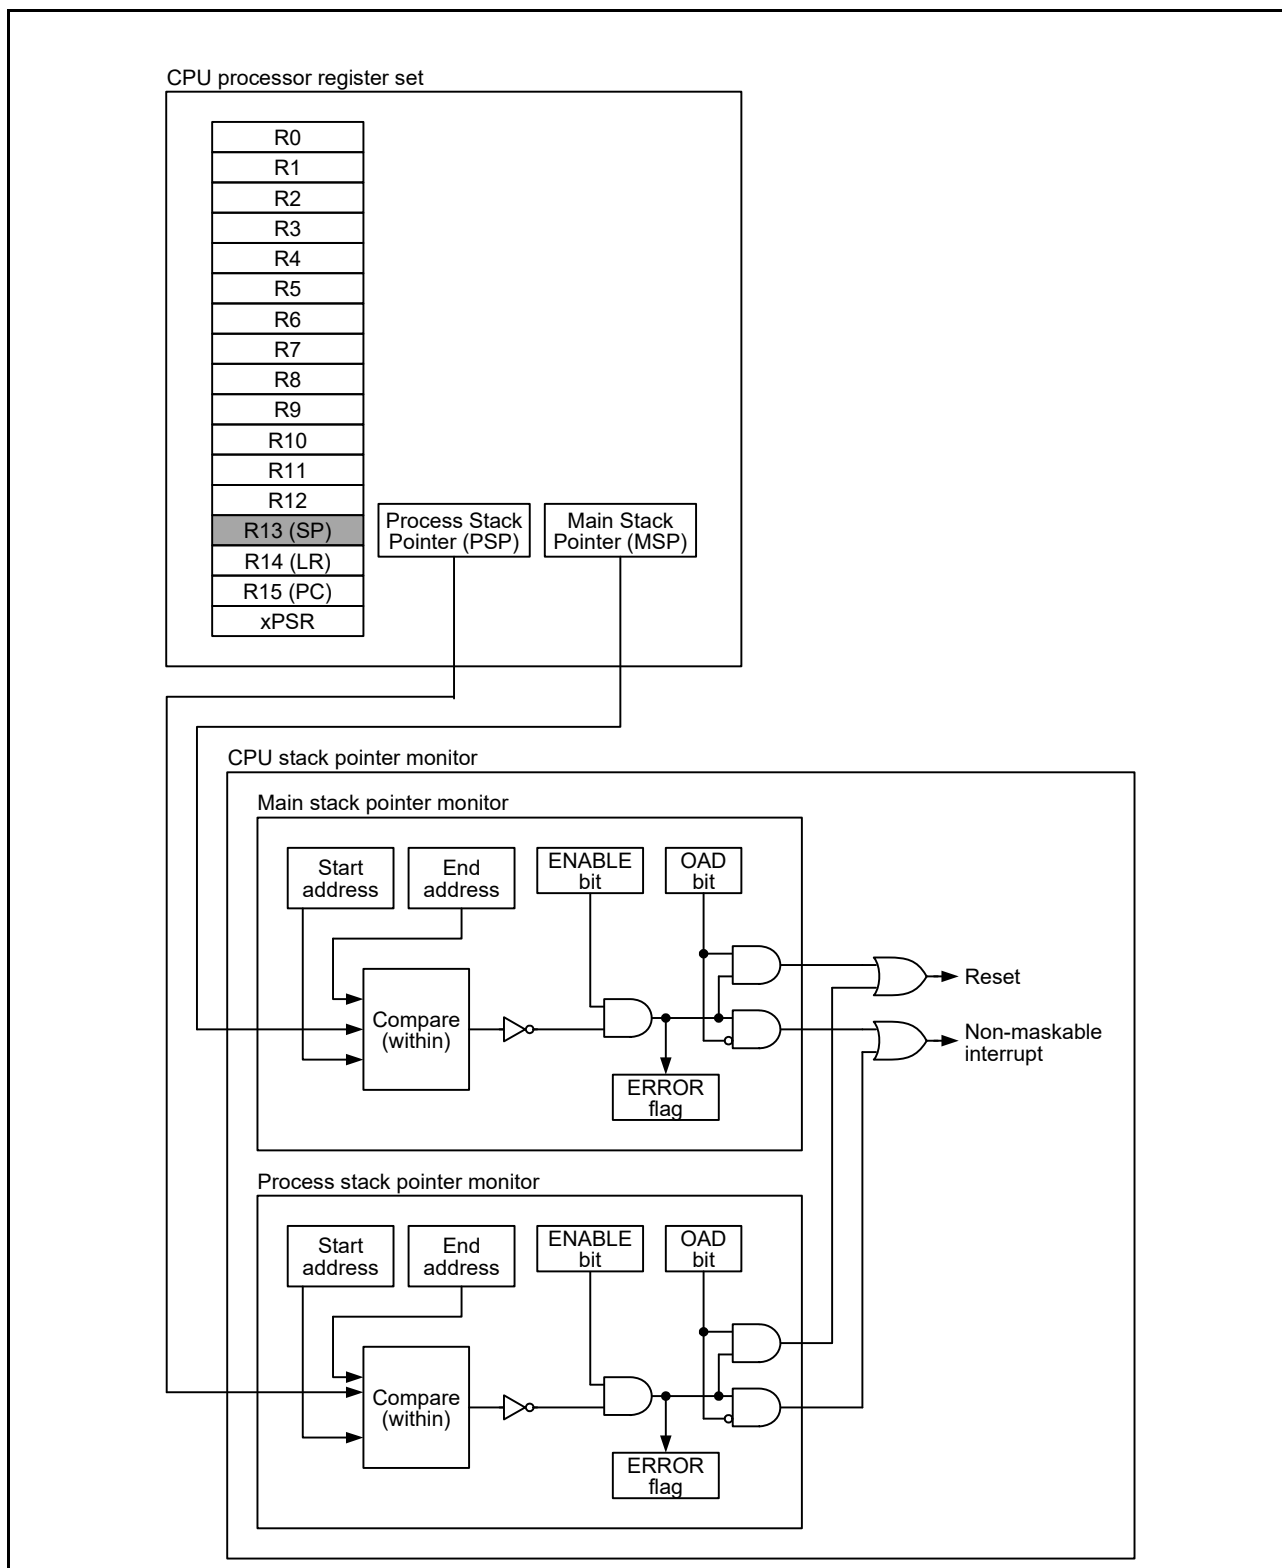 CPU processor register set
R0
R1
R2
R3
R4
R5
R6
R7
R8
R9
R10
R11
R12
R13 (SP)
R14 (LR)
R15 (PC)
xPSR
Process Stack
Pointer (PSP)
Main Stack
Pointer (MSP)
CPU stack pointer monitor
Main stack pointer monitor
Start
address
End
address
ENABLE
bit
OAD
bit
Compare
(within)
ERROR
flag
Reset
Non-maskable
interrupt
Process stack pointer monitor
Start
address
End
address
ENABLE
bit
OAD
bit
Compare
(within)
ERROR
flag